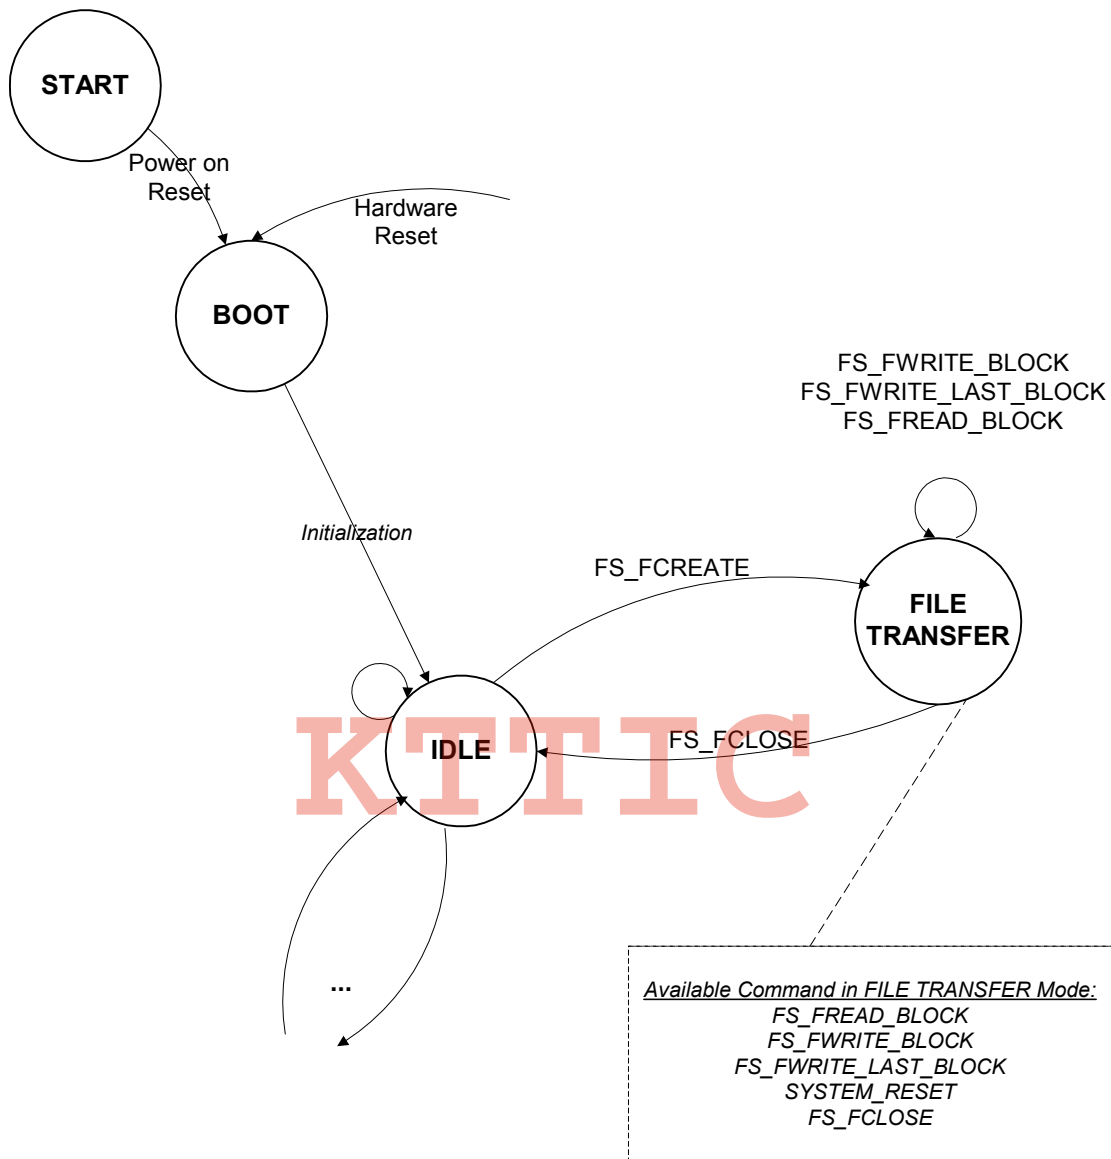 START
Power on
Reset
Hardware
Reset
BOOT
FS_FWRITE_BLOCK
FS_FWRITE_LAST_BLOCK
FS_FREAD_BLOCK
Initialization
FS_FCREATE
FILE
TRANSFER
IDLE
FS_FCLOSE
KTTIC
...
Available Command in FILE TRANSFER Mode:
FS_FREAD_BLOCK
FS_FWRITE_BLOCK
FS_FWRITE_LAST_BLOCK
SYSTEM_RESET
FS_FCLOSE